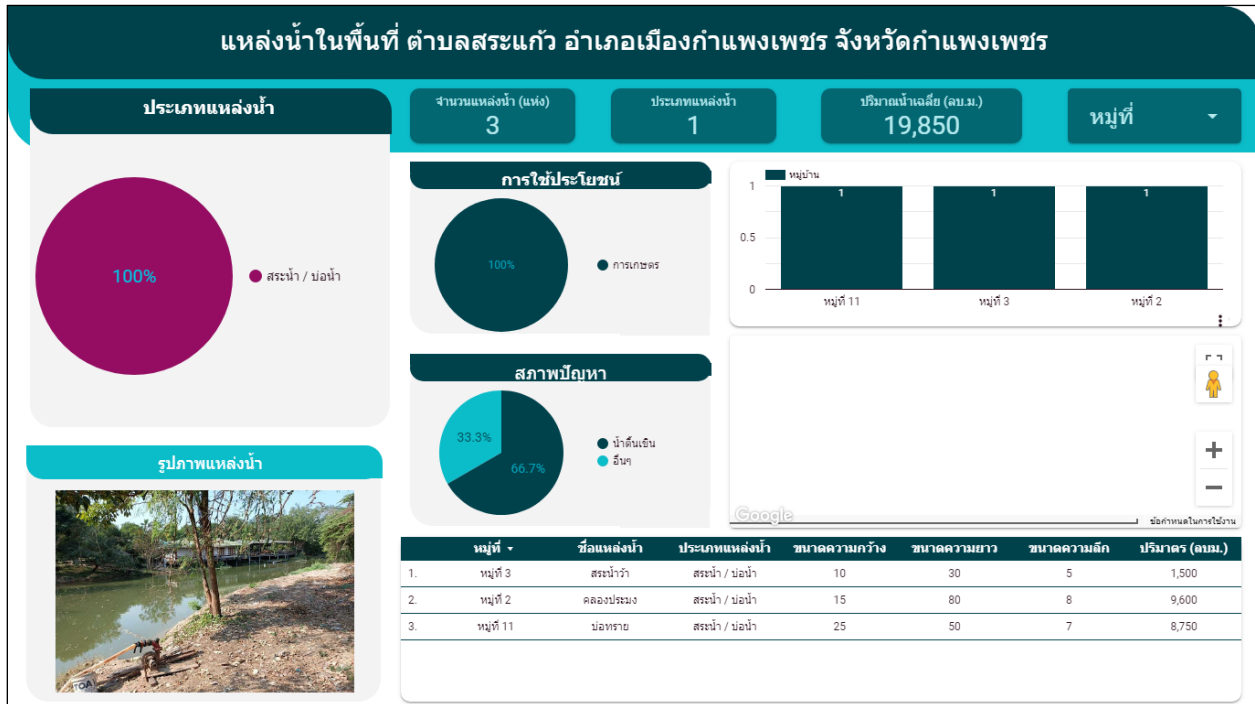 แหล่งน้ำในพื้นที่ ตำบลสระแก้ว อำเภอเมืองกำแพงเพชร จังหวัดกำแพงเพชร
ประเภทแหล่งน้ำ
100%
สระน้ำ / บ่อน้ำ
จำนวนแหล่งน้ำ (แห่ง)
3
ประเภทแหล่งน้ำ
1
ปริมาณน้ำเฉลี่ย (ลบ.ม.)
19,850
หมู่ที่
การใช้ประโยชน์
100%
การเกษตร
หมู่บ้าน
1
0.5
0
1 1 1
หมู่ที่ 11 หมู่ที่ 3 หมู่ที่ 2
สภาพปัญหา
33.3%
66.7%
น้ำตื้นเขิน
อื่นๆ
Google
ข้อกำหนดในการใช้งาน
รูปภาพแหล่งน้ำ
TOA
หมู่ที่ ชื่อแหล่งน้ำ ประเภทแหล่งน้ำ ขนาดความกว้าง ขนาดความยาว ขนาดความลึก ปริมาตร (ลบม.)
1. หมู่ที่ 3 สระน้ำวัา สระน้ำ / บ่อน้ำ 10 30 5 1,500
2. หมู่ที่ 2 คลองประมง สระน้ำ / บ่อน้ำ 15 80 8 9,600
3. หมู่ที่ 11 บ่อทราย สระน้ำ / บ่อน้ำ 25 50 7 8,750